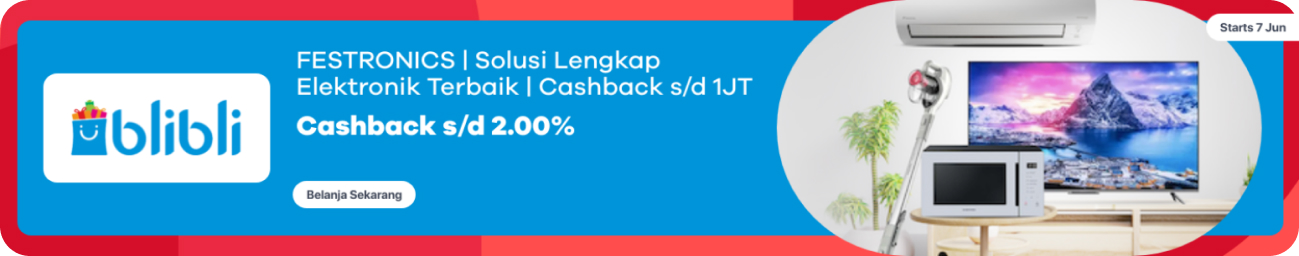 Starts 7 Jun
FESTRONICS | Solusi Lengkap
Elektronik Terbaik | Cashback s/d 1JT
blibli
Cashback s/d 2.00%
Belanja Sekarang